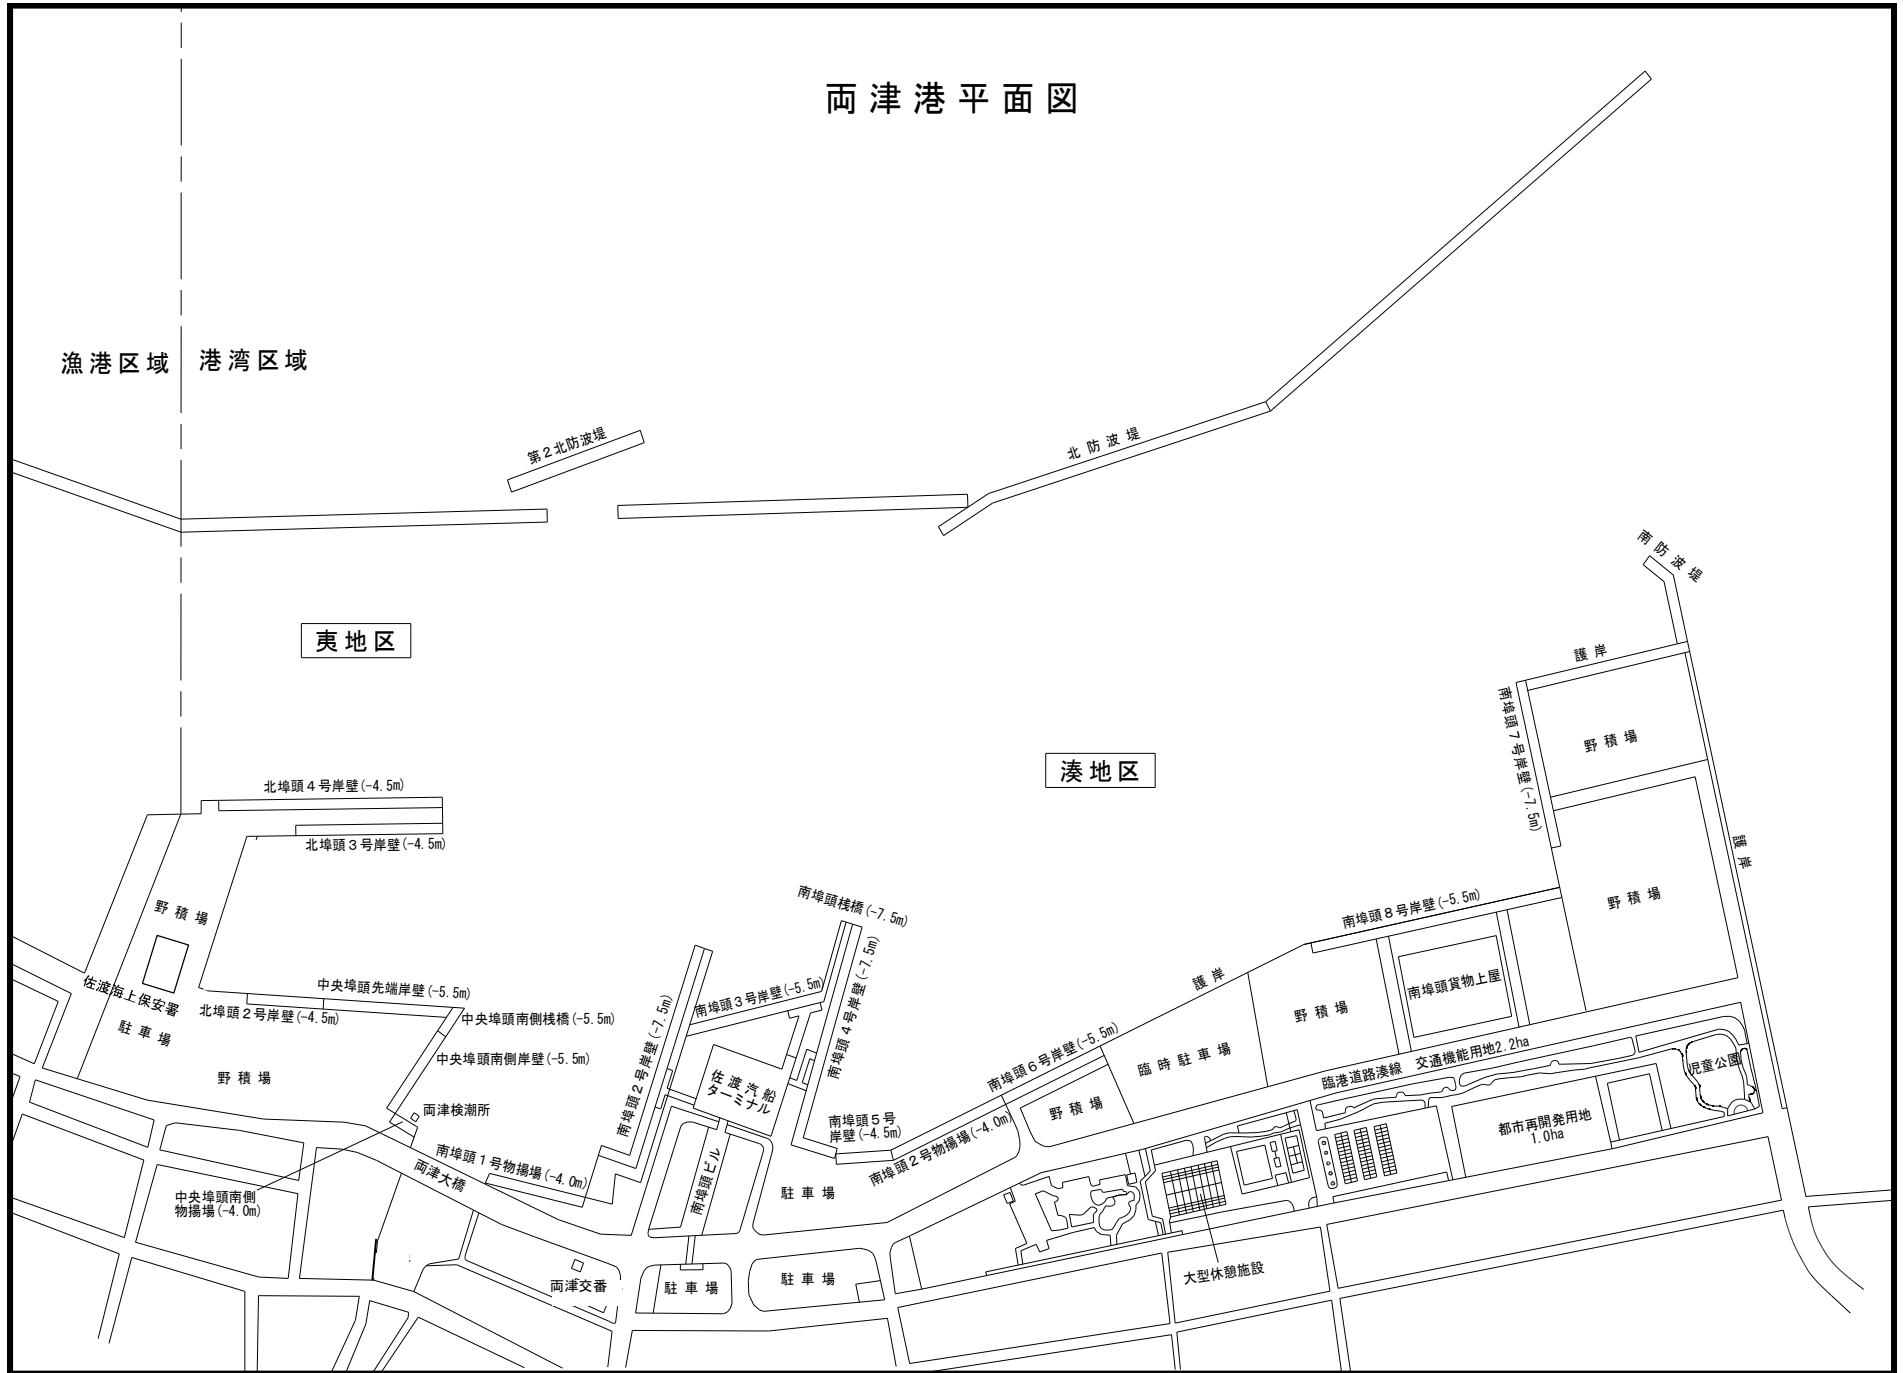 両津港平面図
漁港区域
港湾区域
第２北防波堤
北防波堤
南防波堤
夷地区
護岸
南埠頭７号岸壁(-7.5m)
野積場
湊地区
北埠頭４号岸壁(-4.5m)
北埠頭３号岸壁(-4.5m)
護岸
野積場
南埠頭桟橋(-7.5m)
南埠頭８号岸壁(-5.5m)
野積場
佐渡海上保安署
中央埠頭先端岸壁(-5.5m)
北埠頭２号岸壁(-4.5m)
中央埠頭南側桟橋(-5.5m)
駐車場
中央埠頭南側岸壁(-5.5m)
野積場
両津検潮所
南埠頭２号岸壁(-7.5m)
南埠頭３号岸壁(-5.5m)
南埠頭４号岸壁(-7.5m)
佐渡汽船
ターミナル
護岸
野積場
南埠頭貨物上屋
南埠頭６号岸壁(-5.5m)
臨時駐車場
臨港道路湊線
交通機能用地2.2ha
児童公園
野積場
南埠頭５号
岸壁(-4.5m)
南埠頭２号物揚場(-4.0m)
都市再開発用地
1.0ha
南埠頭１号物揚場(-4.0m)
両津大橋
中央埠頭南側
物揚場(-4.0m)
南埠頭ビル
駐車場
両津交番
駐車場
駐車場
大型休憩施設